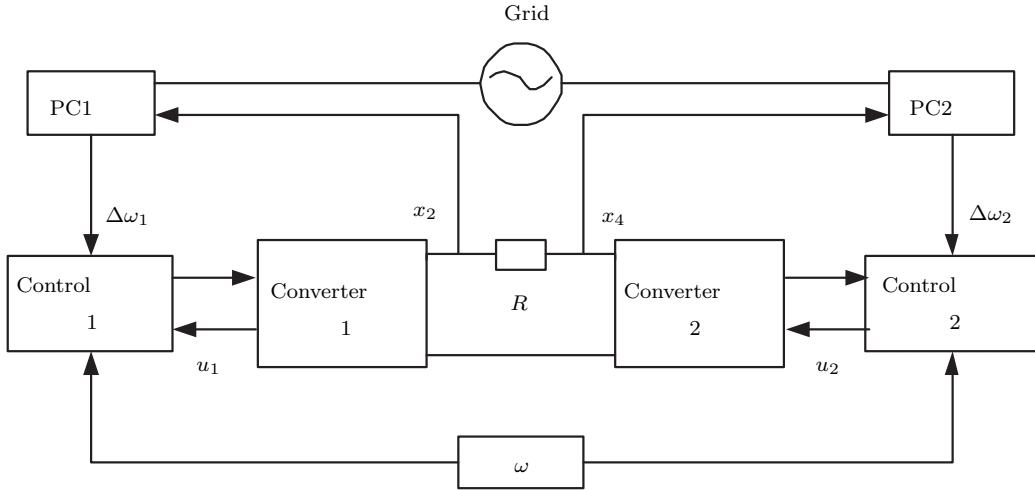 Grid
PC1
PC2
Δω₁
x₂
x₄
Δω₂
Control
1
Converter
1
R
Converter
2
Control
2
u₁
u₂
ω